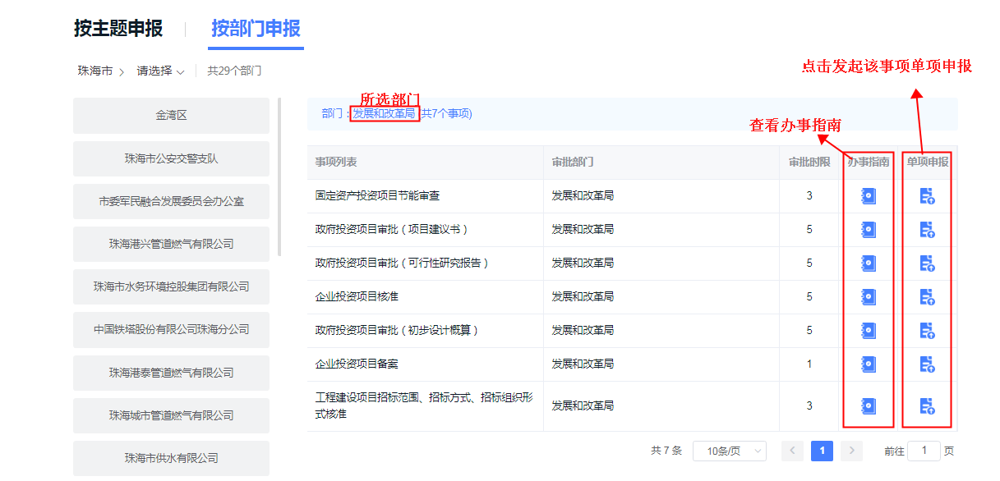 按主题申报
按部门申报
珠海市
请选择
共29个部门
点击发起该事项单项申报
金湾区
珠海市公安交警支队
市委军民融合发展委员会办公室
珠海港兴管道燃气有限公司
珠海市水务环境控股集团有限公司
中国铁塔股份有限公司珠海分公司
珠海港泰管道燃气有限公司
珠海城市管道燃气有限公司
珠海市供水有限公司
所选部门
部门：发展和改革局 (共7个事项)
查看办事指南
事项列表 审批部门 审批时限 办事指南 单项申报
固定资产投资项目节能审查 发展和改革局 3
政府投资项目审批（项目建议书） 发展和改革局 5
政府投资项目审批（可行性研究报告） 发展和改革局 5
企业投资项目核准 发展和改革局 5
政府投资项目审批（初步设计概算） 发展和改革局 5
企业投资项目备案 发展和改革局 1
工程建设项目招标范围、招标方式、招标组织形
式核准 发展和改革局 3
共 7 条 10条/页 1 前往 1 页